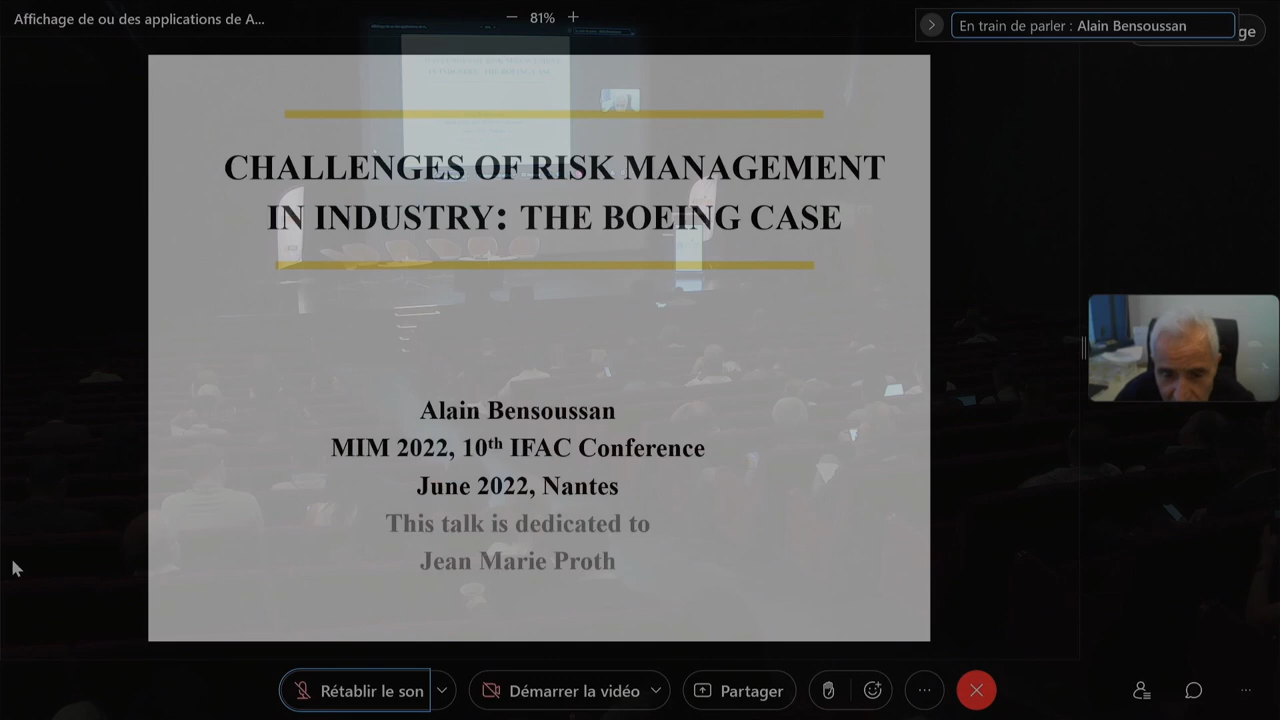 Affichage de ou des applications de A...
81%
En train de parler : Alain Bensoussan
ge
CHALLENGES OF RISK MANAGEMENT
IN INDUSTRY: THE BOEING CASE
Alain Bensoussan
MIM 2022, 10th IFAC Conference
June 2022, Nantes
This talk is dedicated to
Jean Marie Proth
Rétablir le son
Démarrer la vidéo
Partager